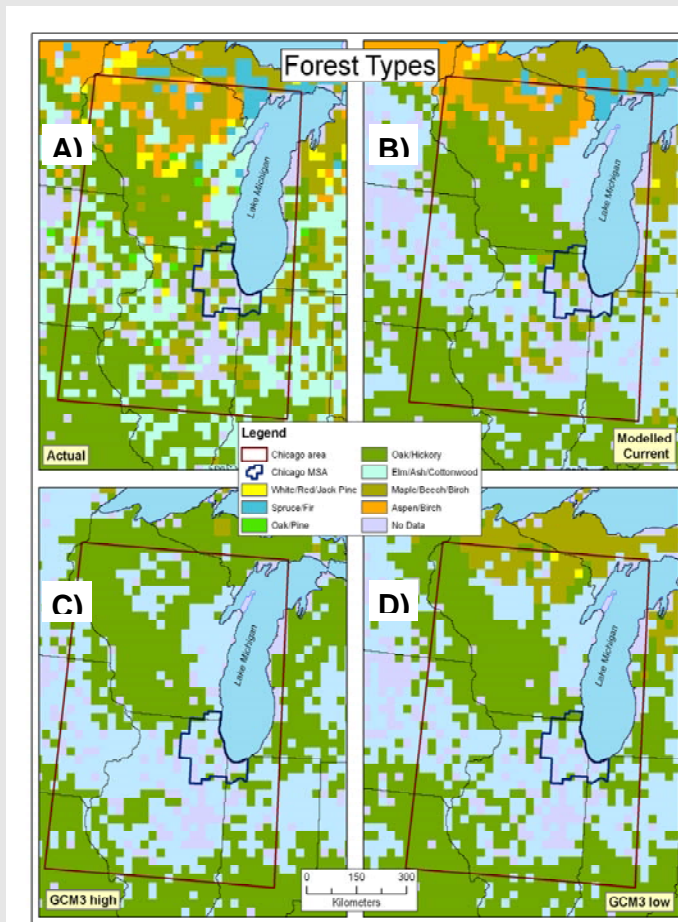 Forest Types
A)
B)
Lake Michigan
Lake Michigan
Actual
Modelled
Current
Legend
Chicago area
Chicago MSA
White/Red/Jack Pine
Spruce/Fir
Oak/Pine
Oak/Hickory
Elm/Ash/Cottonwood
Maple/Beech/Birch
Aspen/Birch
No Data
C)
D)
Lake Michigan
Lake Michigan
GCM3 high
0 150 300
Kilometers
GCM3 low